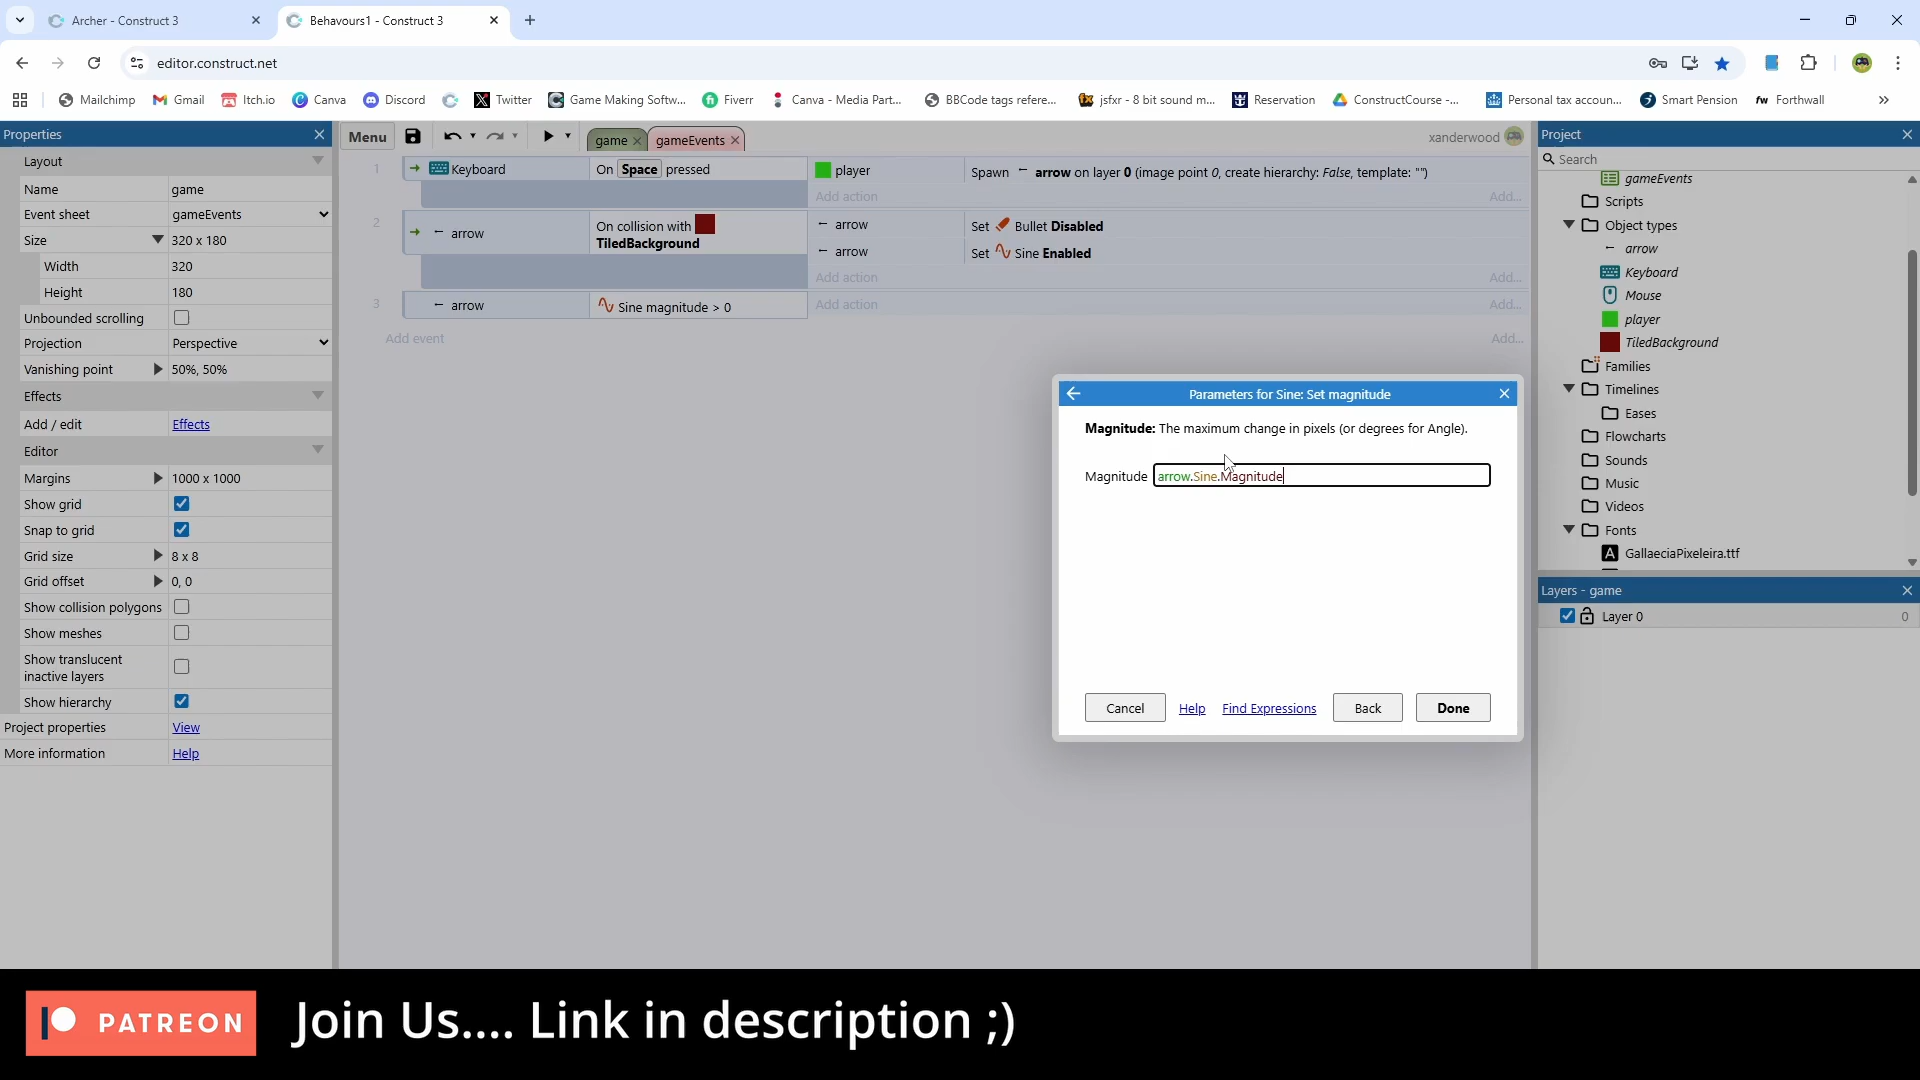 Archer - Construct 3
Behavours1 - Construct 3
editor.construct.net
Mailchimp
Gmail
Itch.io
Canva
Discord
Twitter
Game Making Softw...
Fiverr
Canva - Media Part...
BBCode tags refere...
jsfxr - 8 bit sound m...
Reservation
ConstructCourse -...
Personal tax accoun...
Smart Pension
fw Forthwall
Properties
Layout
Name game
Event sheet gameEvents
Size 320 x 180
Width 320
Height 180
Unbounded scrolling
Projection Perspective
Vanishing point 50%, 50%
Effects
Add / edit Effects
Editor
Margins 1000 x 1000
Show grid
Snap to grid
Grid size 8 x 8
Grid offset 0, 0
Show collision polygons
Show meshes
Show translucent
inactive layers
Show hierarchy
Project properties View
More information Help
Menu
game
gameEvents
xanderwood
1 Keyboard On Space pressed player Spawn arrow on layer 0 (image point 0, create hierarchy: False, template: "")
Add action Add...
2 arrow On collision with
TiledBackground
arrow Set Bullet Disabled
arrow Set Sine Enabled
Add action Add...
3 arrow Sine magnitude > 0 Add action Add...
Add event Add...
Parameters for Sine: Set magnitude
Magnitude: The maximum change in pixels (or degrees for Angle).
Magnitude arrow.Sine.Magnitude
Cancel Help Find Expressions Back Done
Project
Search
gameEvents
Scripts
Object types
arrow
Keyboard
Mouse
player
TiledBackground
Families
Timelines
Eases
Flowcharts
Sounds
Music
Videos
Fonts
A GallaeciaPixeleira.ttf
Layers - game
Layer 0 0
PATREON
Join Us.... Link in description ;)